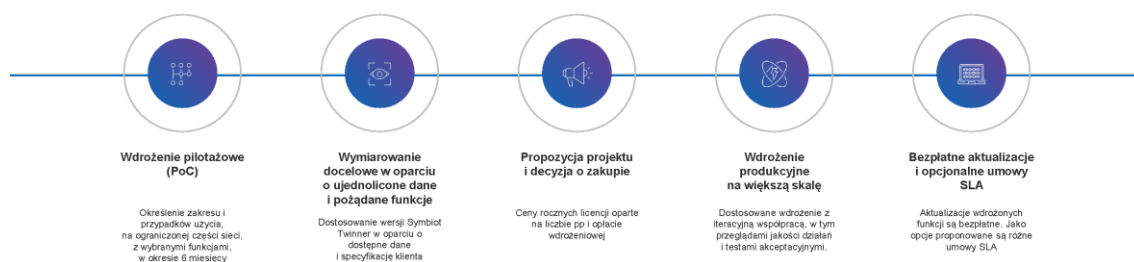 Wdrożenie pilotażowe
(PoC)
Określenie zakresu i
przypadków użycia,
na ograniczonej części sieci,
z wybranymi funkcjami,
w okresie 6 miesięcy
Wymiarowanie
docelowe w oparciu
o ujednolicone dane
i pożądane funkcje
Dostosowanie wersji Symbiot
Twinner w oparciu o
dostępne dane
i specyfikację klienta
Propozycja projektu
i decyzja o zakupie
Ceny rocznych licencji oparte
na liczbie pp i opłacie
wdrożeniowej
Wdrożenie
produkcyjne
na większą skalę
Dostosowane wdrożenie z
iteracyjną współpracą, w tym
przeglądami jakości działań
i testami akceptacyjnymi.
Bezpłatne aktualizacje
i opcjonalne umowy
SLA
Aktualizacje wdrożonych
funkcji są bezpłatne. Jako
opcje proponowane są różne
umowy SLA